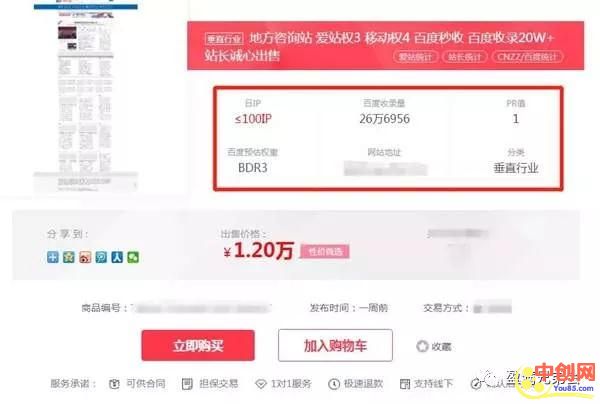 垂直行业 地方咨询站 爱站权3 移动权4 百度秒收 百度收录20W+
站长诚心出售
爱站统计 站长统计 CNZZ/百度统计
日IP 百度收录量 PR值
≤100IP 26万6956 1
百度预估权重 网站地址 分类
BDR3 垂直行业
分享到: 出售价格:
¥1.20万 性价首选
商品编号: 发布时间:一周前 交易方式:
立即购买 加入购物车 收藏
服务承诺: 可供合同 担保交易 1对1服务 极速退款 支持线下
中创网
You85.com